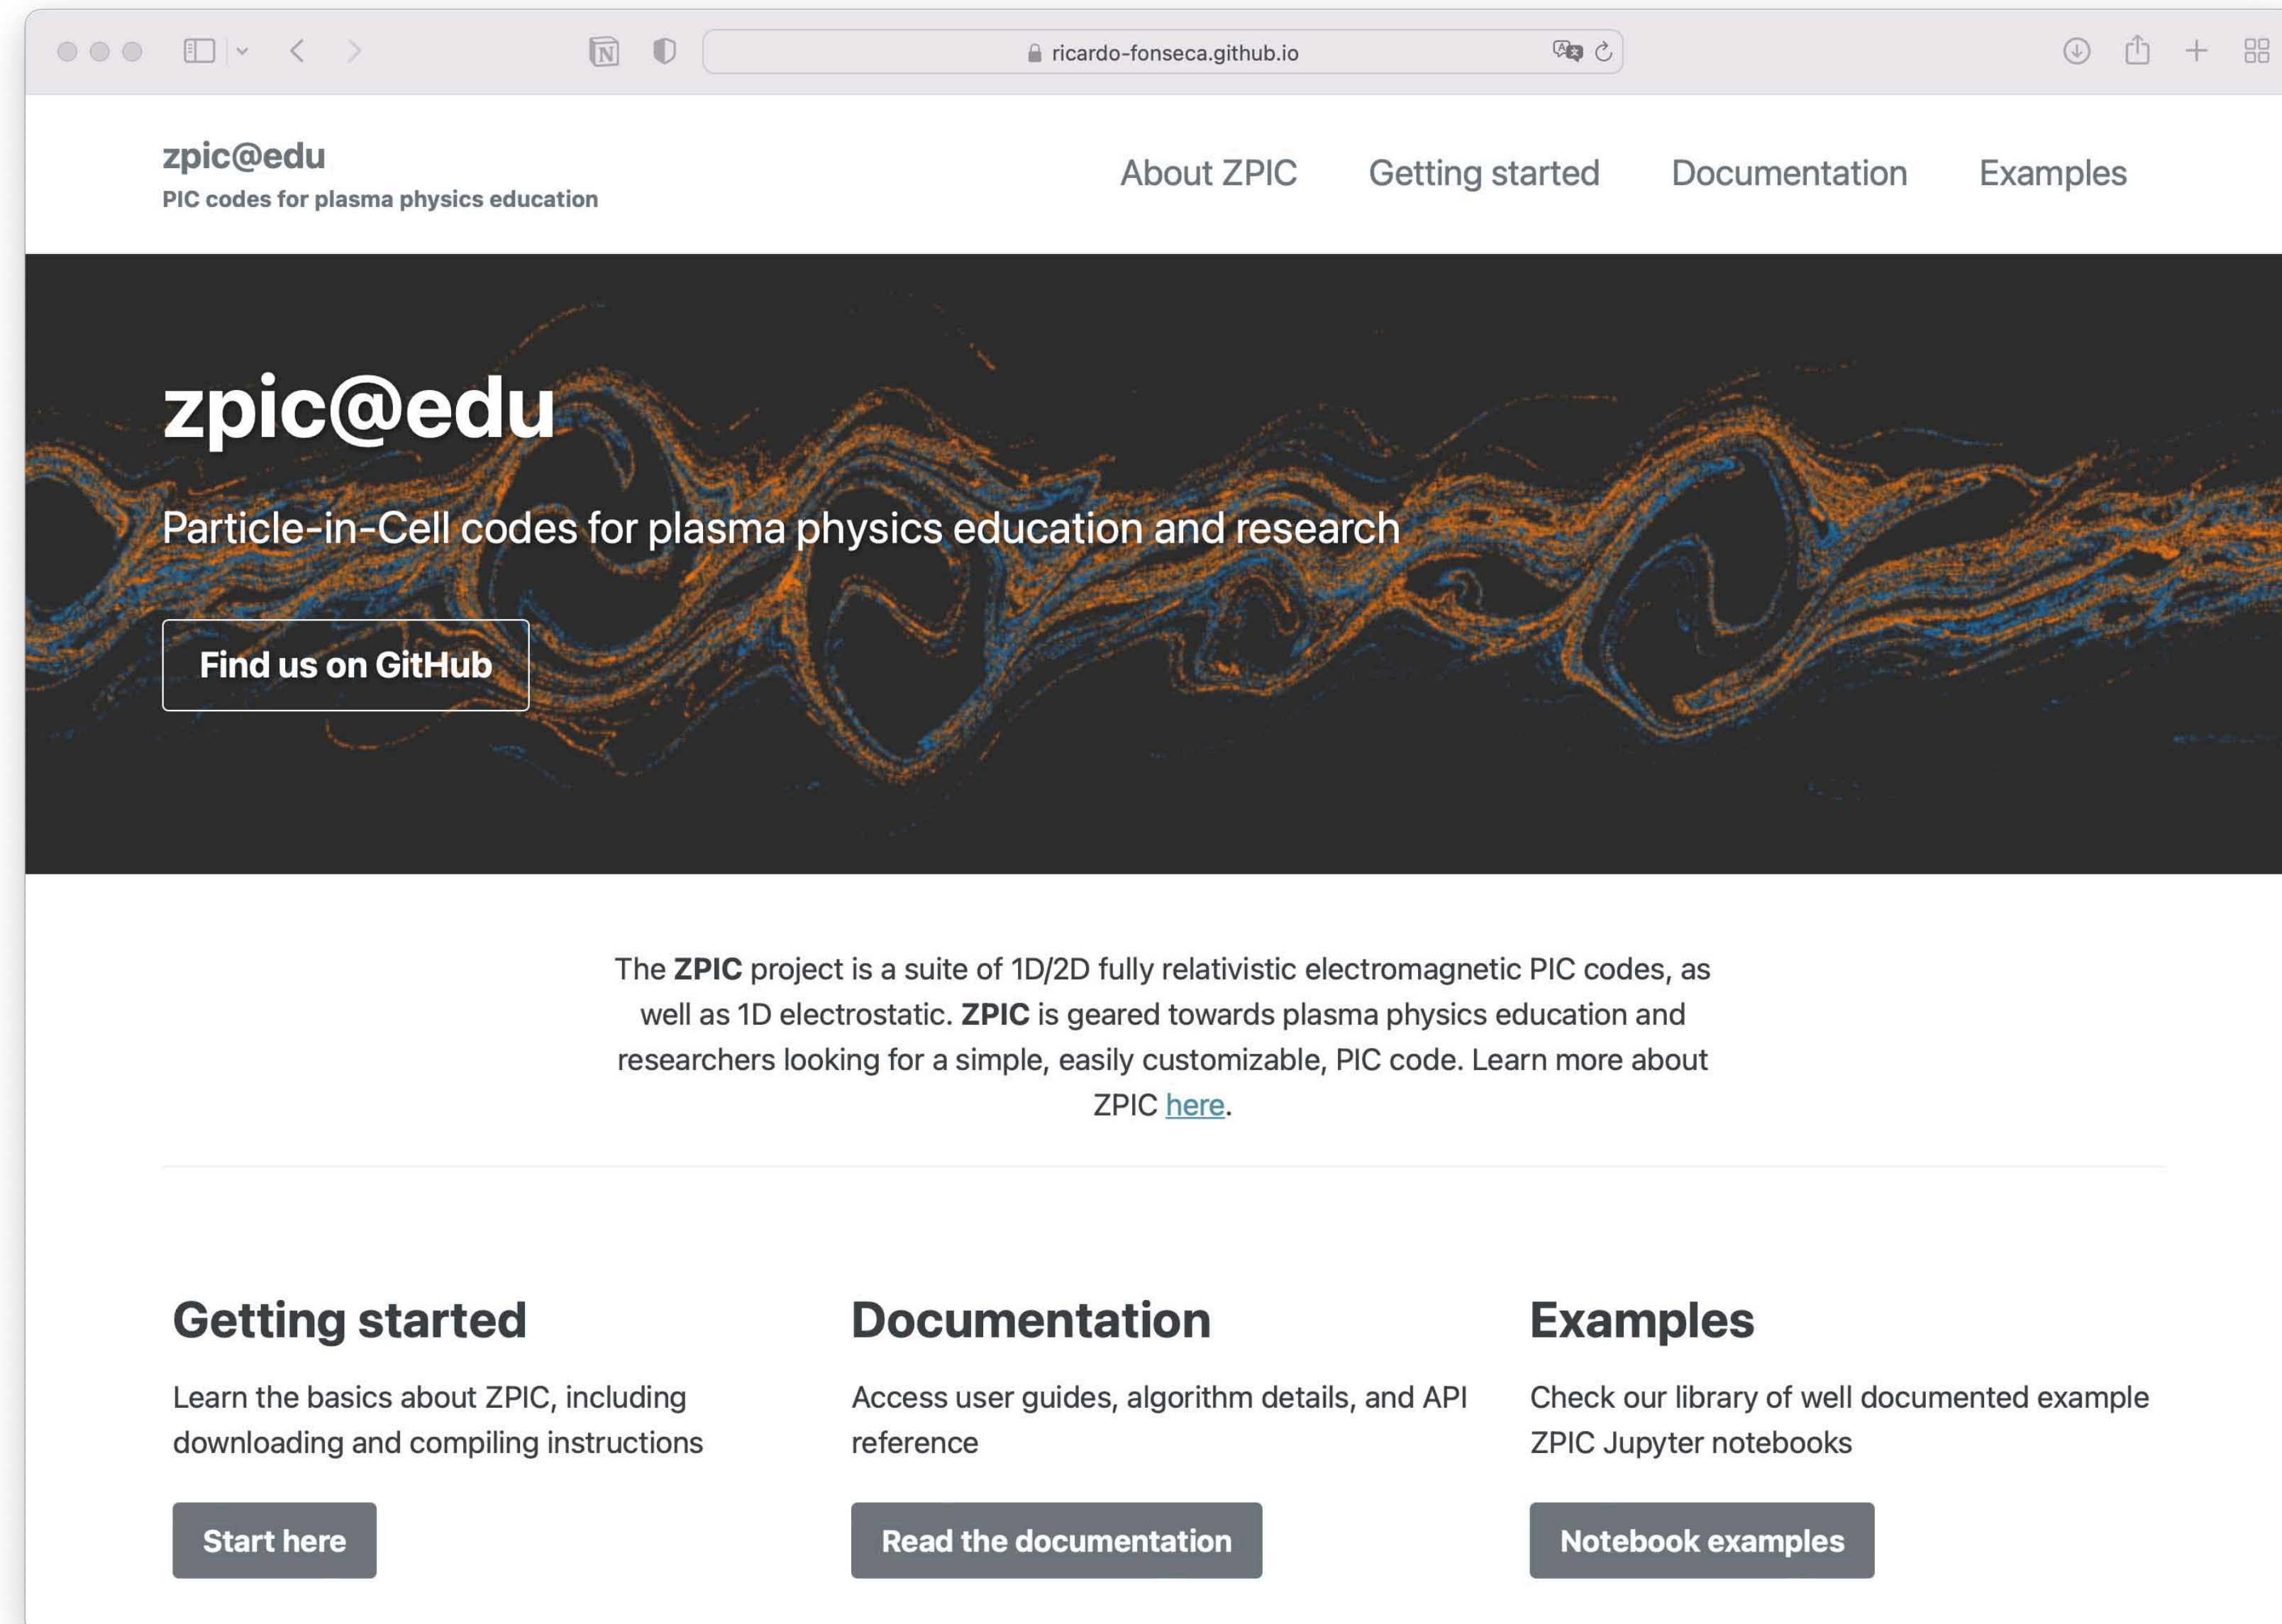 ricardo-fonseca.github.io
zpic@edu
PIC codes for plasma physics education
About ZPIC
Getting started
Documentation
Examples
zpic@edu
Particle-in-Cell codes for plasma physics education and research
Find us on GitHub
The ZPIC project is a suite of 1D/2D fully relativistic electromagnetic PIC codes, as
well as 1D electrostatic. ZPIC is geared towards plasma physics education and
researchers looking for a simple, easily customizable, PIC code. Learn more about
ZPIC here.
Getting started
Learn the basics about ZPIC, including
downloading and compiling instructions
Start here
Documentation
Access user guides, algorithm details, and API
reference
Read the documentation
Examples
Check our library of well documented example
ZPIC Jupyter notebooks
Notebook examples